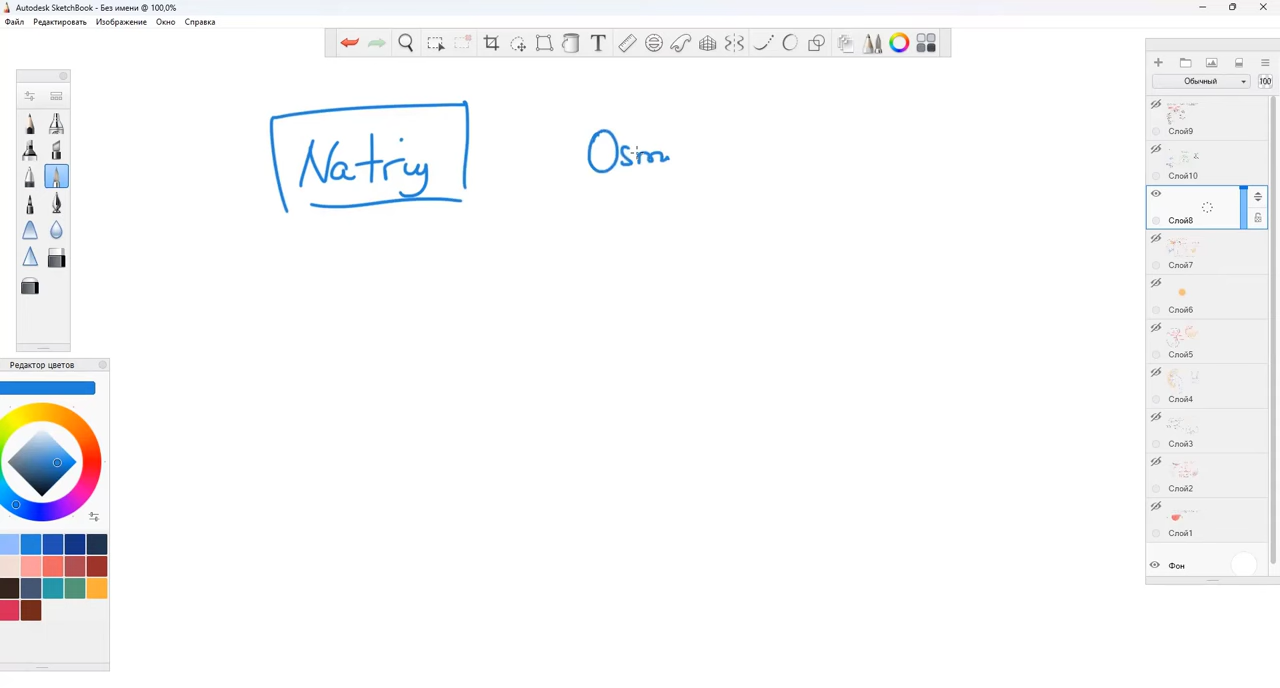 Autodesk SketchBook - Без имени @ 100,0%
Файл Редактировать Изображение Окно Справка
Обычный 100
Natriy Osm
Слой9
Слой10
Слой8
Слой7
Слой6
Слой5
Слой4
Слой3
Слой2
Слой1
Фон
Редактор цветов